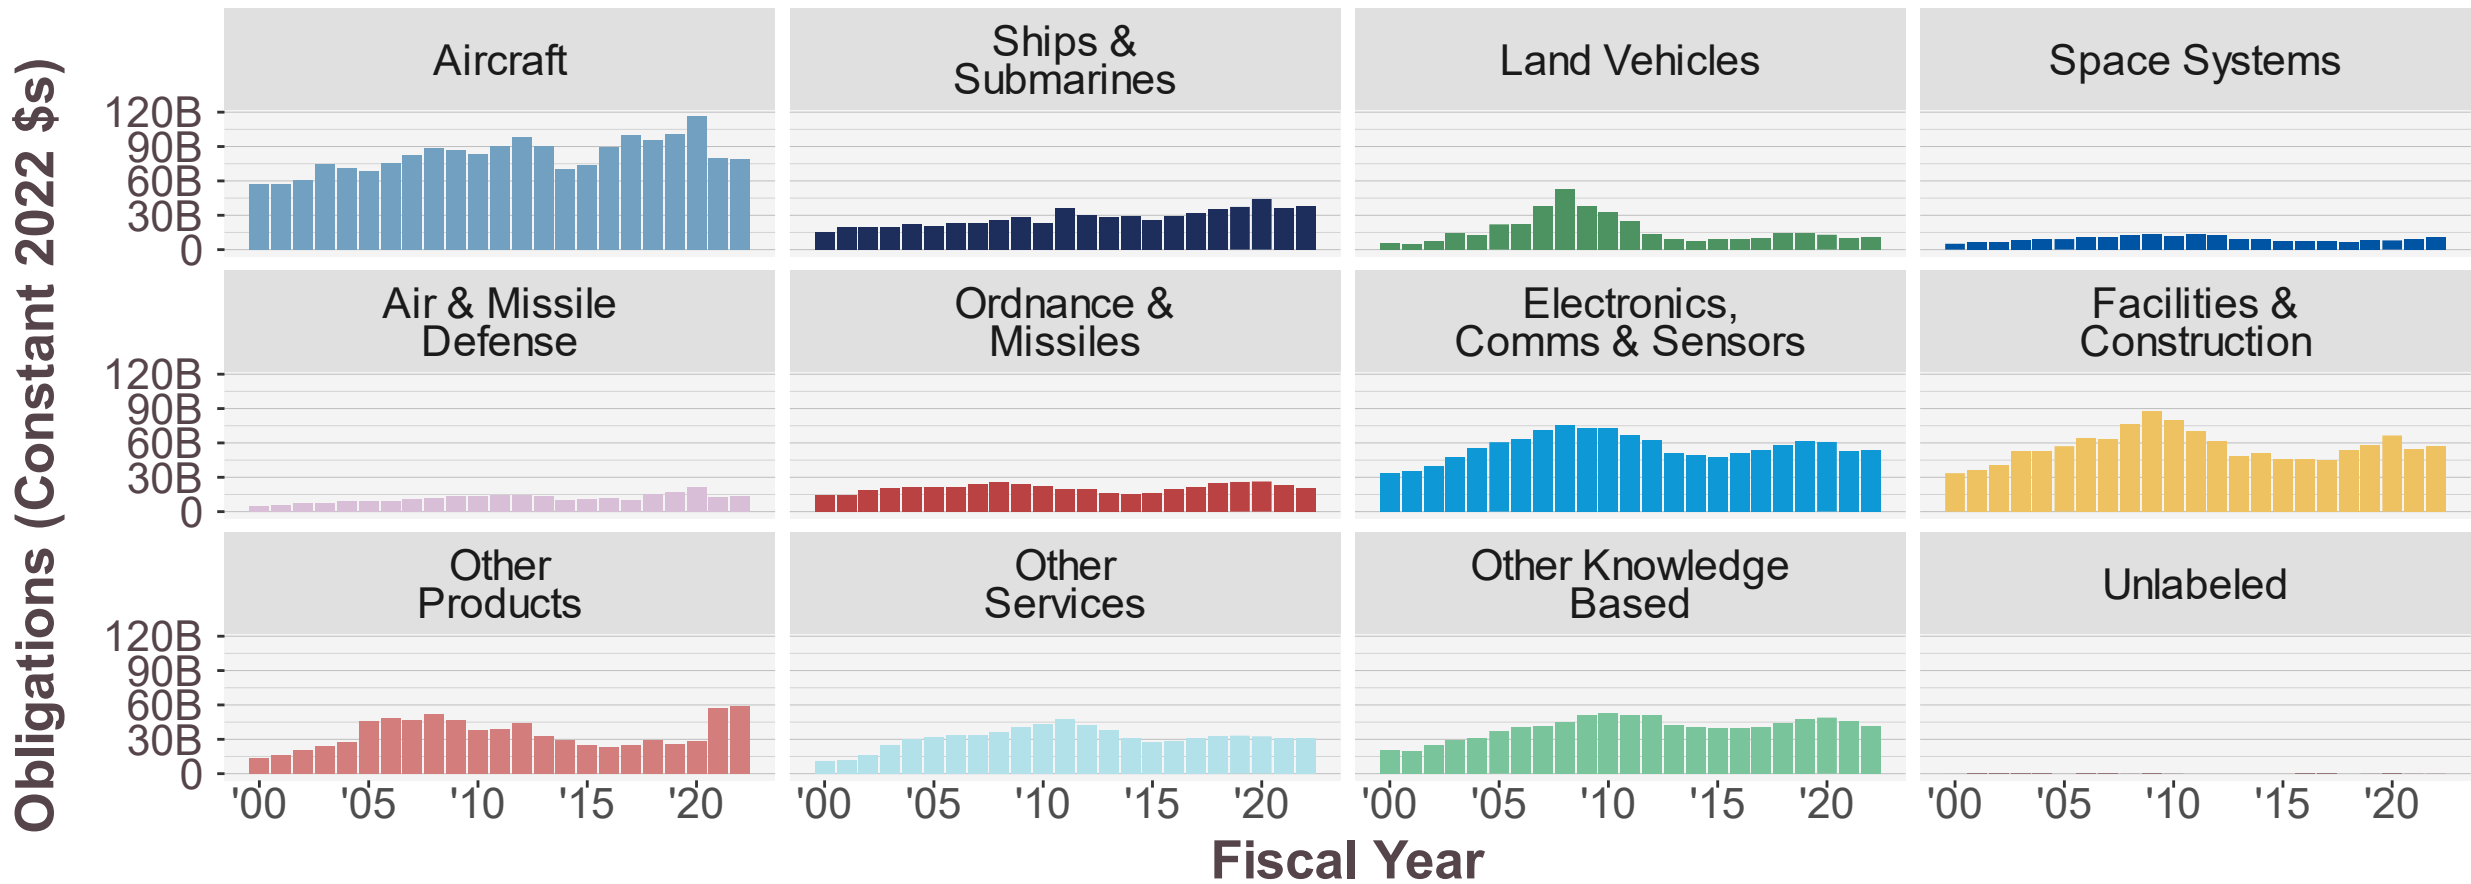 Obligations (Constant 2022 $s)
Aircraft
Ships &
Submarines
Land Vehicles
Space Systems
120B
90B
60B
30B
0
Air & Missile
Defense
Ordnance &
Missiles
Electronics,
Comms & Sensors
Facilities &
Construction
120B
90B
60B
30B
0
Other
Products
Other
Services
Other Knowledge
Based
Unlabeled
120B
90B
60B
30B
0
'00 '05 '10 '15 '20 '00 '05 '10 '15 '20 '00 '05 '10 '15 '20 '00 '05 '10 '15 '20
Fiscal Year